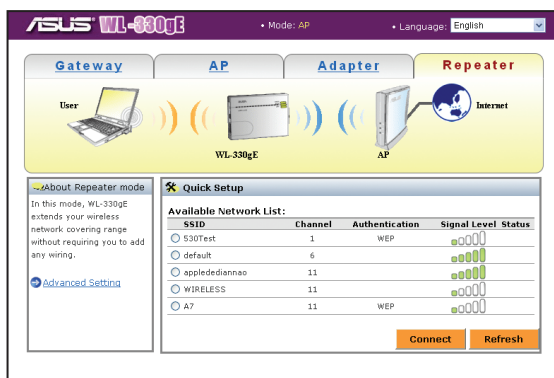 ASUS WL-330gE • Mode: AP • Language: English
Gateway AP Adapter Repeater
User Internet
WL-330gE AP
About Repeater mode
In this mode, WL-330gE
extends your wireless
network covering range
without requiring you to add
any wiring.
Advanced Setting
Quick Setup
Available Network List:
SSID Channel Authentication Signal Level Status
530Test 1 WEP
default 6
appledediannao 11
WIRELESS 11
A7 11 WEP
Connect Refresh